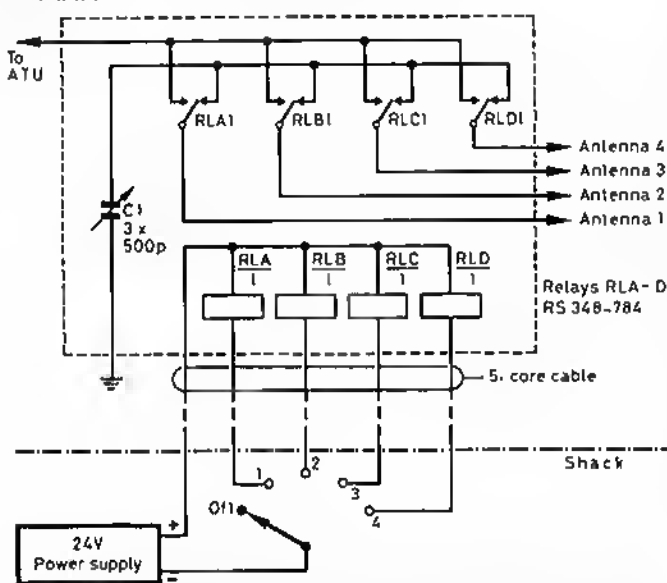 To
ATU
RLA1
RLB1
RLC1
RLD1
Antenna 4
Antenna 3
Antenna 2
Antenna 1
C1
3 x
500p
RLA
1
RLB
1
RLC
1
RLD
1
Relays RLA-D
RS 348-784
5. core cable
Shack
1
2
3
4
Off
24V
Power supply
+
−